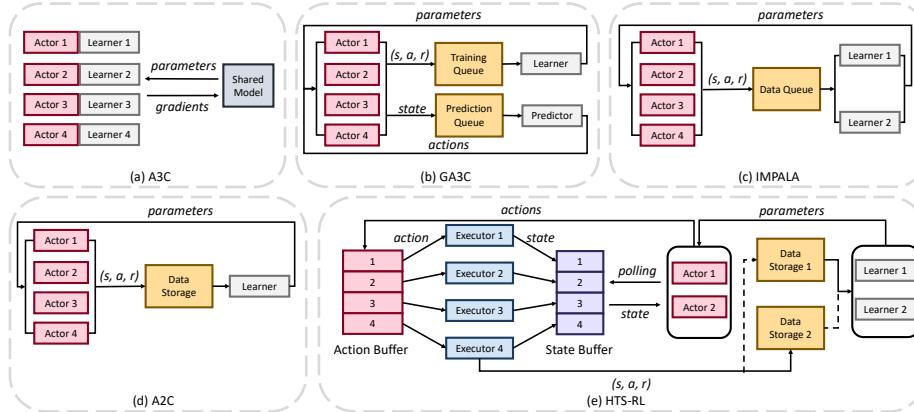 Actor 1 Learner 1
Actor 2 Learner 2
Actor 3 Learner 3
Actor 4 Learner 4
parameters
gradients
Shared
Model
(a) A3C
parameters
Actor 1
Actor 2
Actor 3
Actor 4
(s, a, r)
Training
Queue
Learner
state
Prediction
Queue
Predictor
actions
(b) GA3C
parameters
Actor 1
Actor 2
Actor 3
Actor 4
(s, a, r)
Data Queue
Learner 1
Learner 2
(c) IMPALA
parameters
Actor 1
Actor 2
Actor 3
Actor 4
(s, a, r)
Data
Storage
Learner
(d) A2C
actions
parameters
action
Executor 1
Executor 2
Executor 3
Executor 4
state
1
2
3
4
Action Buffer
1
2
3
4
State Buffer
polling
state
Actor 1
Actor 2
Data
Storage 1
Data
Storage 2
Learner 1
Learner 2
(s, a, r)
(e) HTS-RL